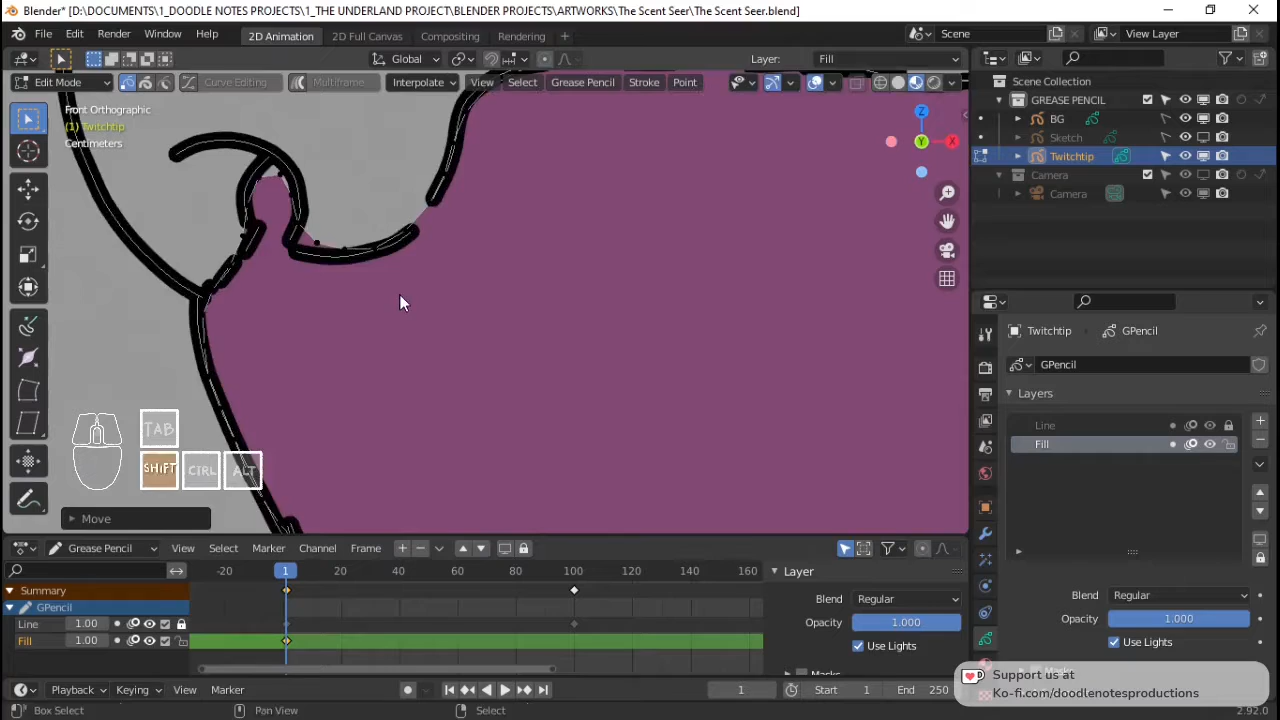 Blender* [D:\DOCUMENTS\1_DOODLE NOTES PROJECTS\1_THE UNDERLAND PROJECT\BLENDER PROJECTS\ARTWORKS\The Scent Seer\The Scent Seer.blend]
File Edit Render Window Help 2D Animation 2D Full Canvas Compositing Rendering + Scene View Layer
Global Layer: Fill
Edit Mode Curve Editing Multiframe Interpolate View Select Grease Pencil Stroke Point
Front Orthographic
(1) Twitchtip
Centimeters
Z
X
Y
Scene Collection
GREASE PENCIL
BG
Sketch
Twitchtip
Camera
Camera
Twitchtip GPencil
GPencil
Layers
Line
Fill
TAB
SHIFT CTRL ALT
Move
Grease Pencil View Select Marker Channel Frame
-20 1 20 40 60 80 100 120 140 160
Summary
GPencil
Line 1.00
Fill 1.00
Layer
Blend Regular
Opacity 1.000
Use Lights
Blend Regular
Opacity 1.000
Use Lights
Support us at
Ko-fi.com/doodlenotesproductions
Playback Keying View Marker 1 Start 1 End 250
Box Select Pan View Select 2.92.0